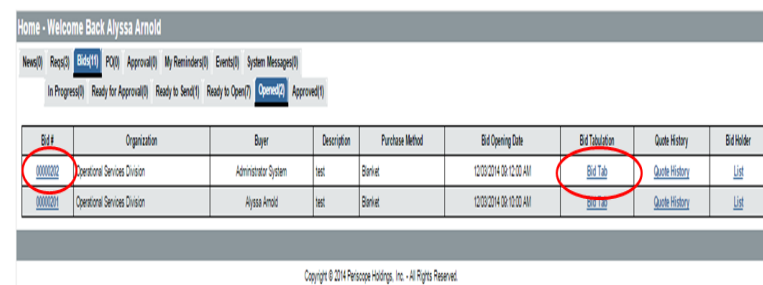 Home - Welcome Back Alyssa Arnold
News(0) Reqs(3) Bids(11) PO(0) Approval(0) My Reminders(0) Events(0) System Messages(0)
In Progress(0) Ready for Approval(0) Ready to Send(1) Ready to Open(7) Opened(2) Approved(1)
Bid # Organization Buyer Description Purchase Method Bid Opening Date Bid Tabulation Quote History Bid Holder
00000202 Operational Services Division Administrator System test Blanket 12/03/2014 09:12:00 AM Bid Tab Quote History List
00000201 Operational Services Division Alyssa Arnold test Blanket 12/03/2014 09:10:00 AM Bid Tab Quote History List
Copyright © 2014 Periscope Holdings, Inc. - All Rights Reserved.